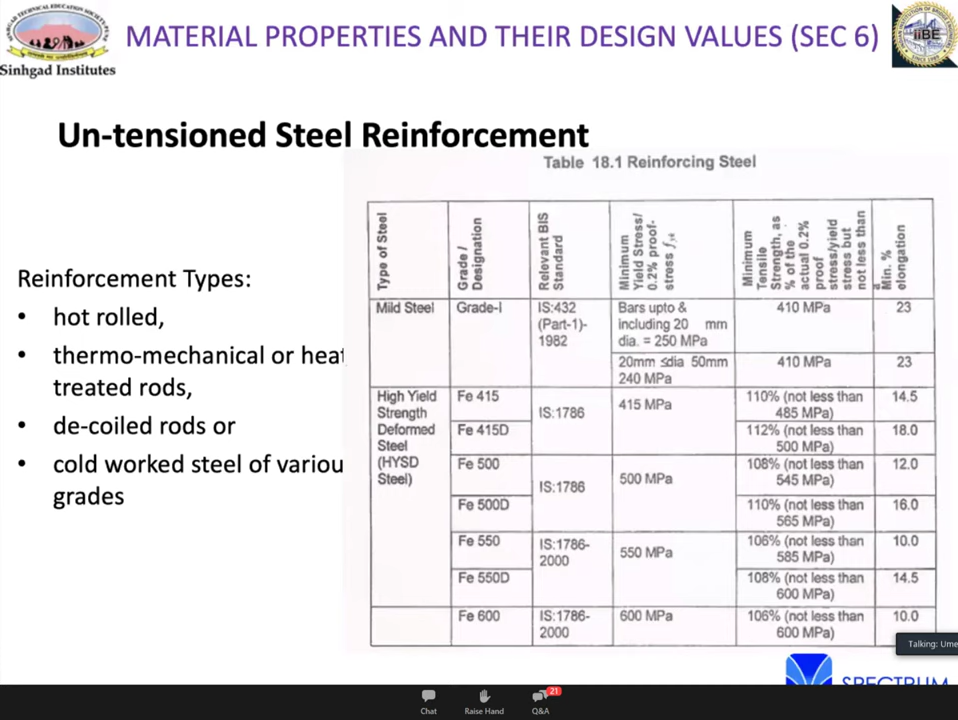 MATERIAL PROPERTIES AND THEIR DESIGN VALUES (SEC 6)
Sinhgad Institutes
iiBE
Un-tensioned Steel Reinforcement
Table 18.1 Reinforcing Steel
Reinforcement Types:
• hot rolled,
• thermo-mechanical or heat
treated rods,
• de-coiled rods or
• cold worked steel of variou
grades
Type of Steel
Grade / Designation
Relevant BIS Standard
Minimum Yield Stress/ 0.2% proof-stress fyk
Minimum Tensile Strength, as % of the actual 0.2% proof stress/yield stress but not less than
Min. % elongation
Mild Steel
Grade-I
IS:432
(Part-1)-
1982
Bars upto &
including 20 mm
dia. = 250 MPa
410 MPa
23
20mm ≤dia 50mm
240 MPa
410 MPa
23
High Yield
Strength
Deformed
Steel
(HYSD
Steel)
Fe 415
IS:1786
415 MPa
110% (not less than
485 MPa)
14.5
Fe 415D
112% (not less than
500 MPa)
18.0
Fe 500
IS:1786
500 MPa
108% (not less than
545 MPa)
12.0
Fe 500D
110% (not less than
565 MPa)
16.0
Fe 550
IS:1786-
2000
550 MPa
106% (not less than
585 MPa)
10.0
Fe 550D
108% (not less than
600 MPa)
14.5
Fe 600
IS:1786-
2000
600 MPa
106% (not less than
600 MPa)
10.0
Talking: Ume
SPECTRUM
Chat
Raise Hand
21
Q&A